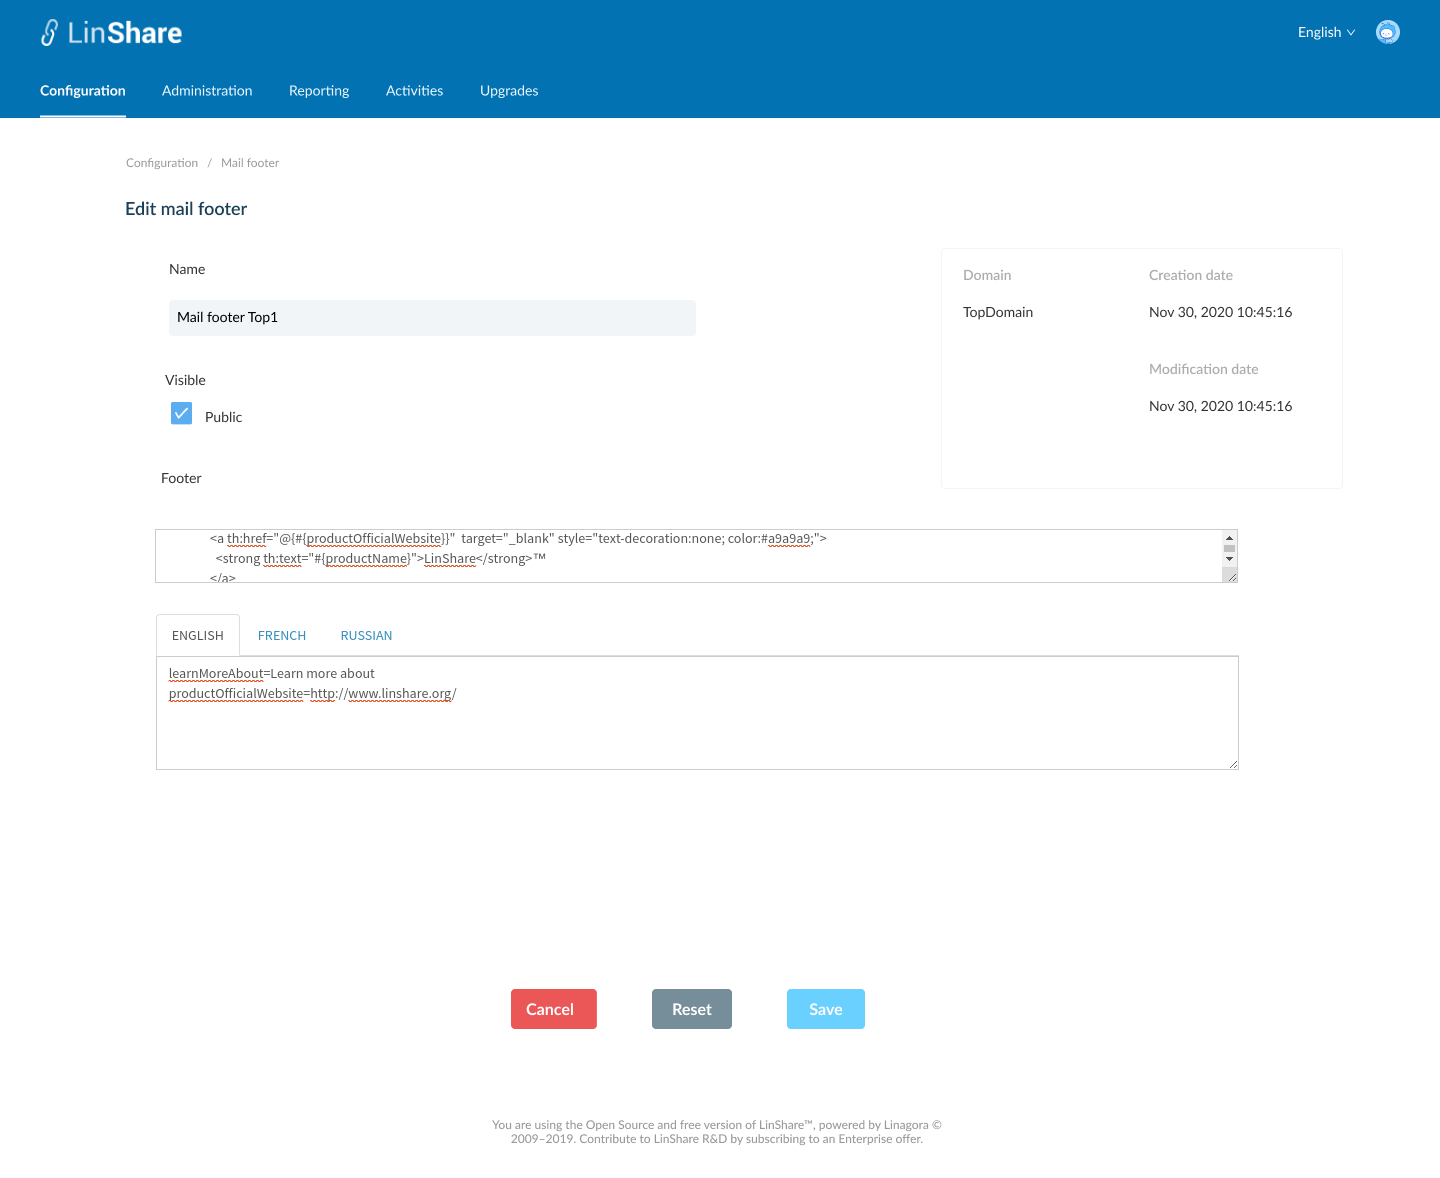 LinShare
English
Configuration Administration Reporting Activities Upgrades
Configuration / Mail footer
Edit mail footer
Name
Mail footer Top1
Domain Creation date
TopDomain Nov 30, 2020 10:45:16
Modification date
Nov 30, 2020 10:45:16
Visible
Public
Footer
<a th:href="@{#{productOfficialWebsite}}" target="_blank" style="text-decoration:none; color:#a9a9a9;">
<strong th:text="#{productName}">LinShare</strong>™
</a>
ENGLISH FRENCH RUSSIAN
learnMoreAbout=Learn more about
productOfficialWebsite=http://www.linshare.org/
Cancel Reset Save
You are using the Open Source and free version of LinShare™, powered by Linagora ©
2009–2019. Contribute to LinShare R&D by subscribing to an Enterprise offer.